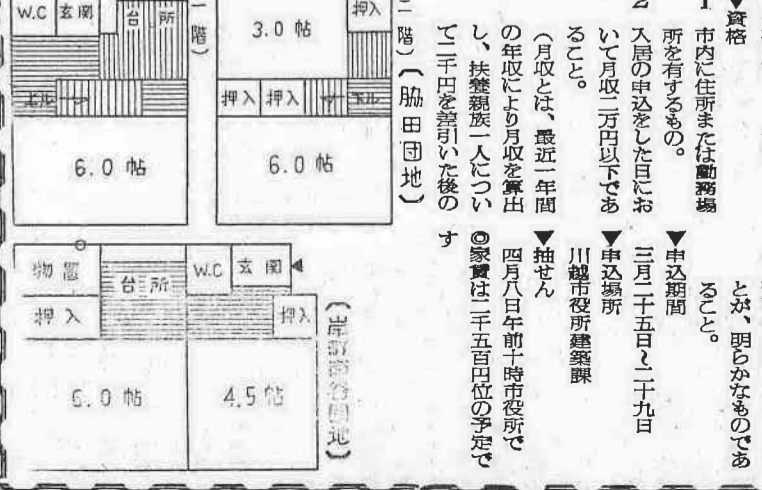 ▼資格
1 市内に住所または勤務場
所を有するもの。
2 入居の申込をした日にお
いて月収二万円以下であ
ること。
(月収とは、最近一年間
の年収により月収を算出
し、扶養親族一人につい
て二千円を差引いた後の
とが、明らかなものであ
ること。
▼申込期間
三月二十五日~二十九日
▼申込場所
川越市役所建築課
▼抽せん
四月八日午前十時市役所で
◎家賃は二千五百円位の予定で
す
一階)
W.C
玄関
台所
上ル
6.0帖
二階)
(脇田団地)
3.0帖
押入
押入
押入
下ル
6.0帖
物置
台所
W.C
玄関
押入
押入
6.0帖
4.5帖